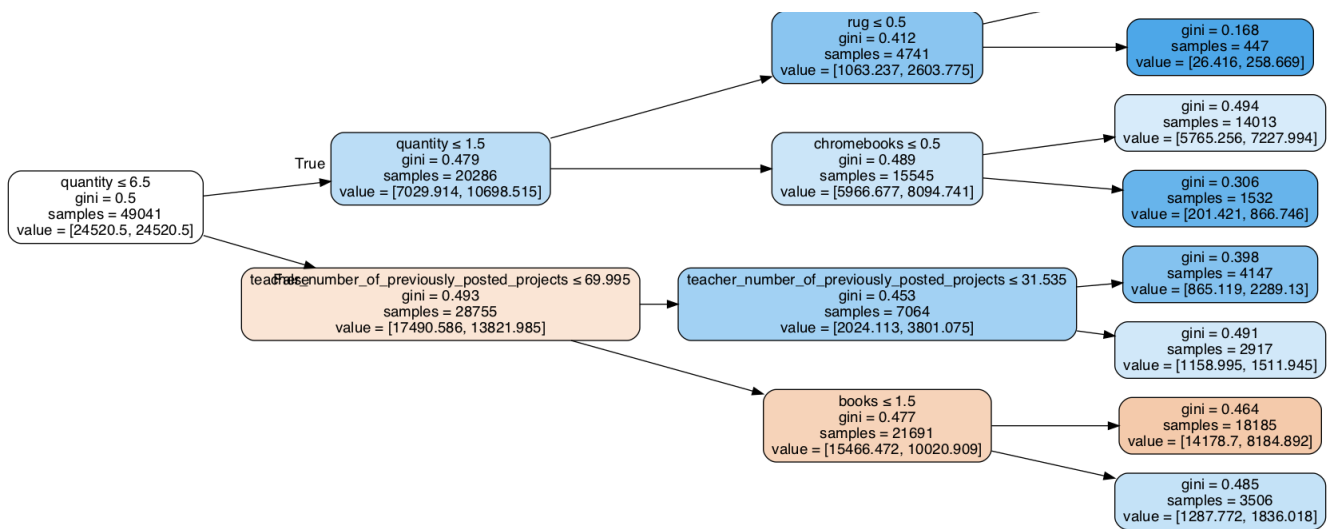 rug ≤ 0.5
gini = 0.412
samples = 4741
value = [1063.237, 2603.775]
gini = 0.168
samples = 447
value = [26.416, 258.669]
quantity ≤ 1.5
gini = 0.479
samples = 20286
value = [7029.914, 10698.515]
chromebooks ≤ 0.5
gini = 0.489
samples = 15545
value = [5966.677, 8094.741]
gini = 0.494
samples = 14013
value = [5765.256, 7227.994]
True
quantity ≤ 6.5
gini = 0.5
samples = 49041
value = [24520.5, 24520.5]
gini = 0.306
samples = 1532
value = [201.421, 866.746]
False
teacher_number_of_previously_posted_projects ≤ 69.995
gini = 0.493
samples = 28755
value = [17490.586, 13821.985]
teacher_number_of_previously_posted_projects ≤ 31.535
gini = 0.453
samples = 7064
value = [2024.113, 3801.075]
gini = 0.398
samples = 4147
value = [865.119, 2289.13]
gini = 0.491
samples = 2917
value = [1158.995, 1511.945]
books ≤ 1.5
gini = 0.477
samples = 21691
value = [15466.472, 10020.909]
gini = 0.464
samples = 18185
value = [14178.7, 8184.892]
gini = 0.485
samples = 3506
value = [1287.772, 1836.018]